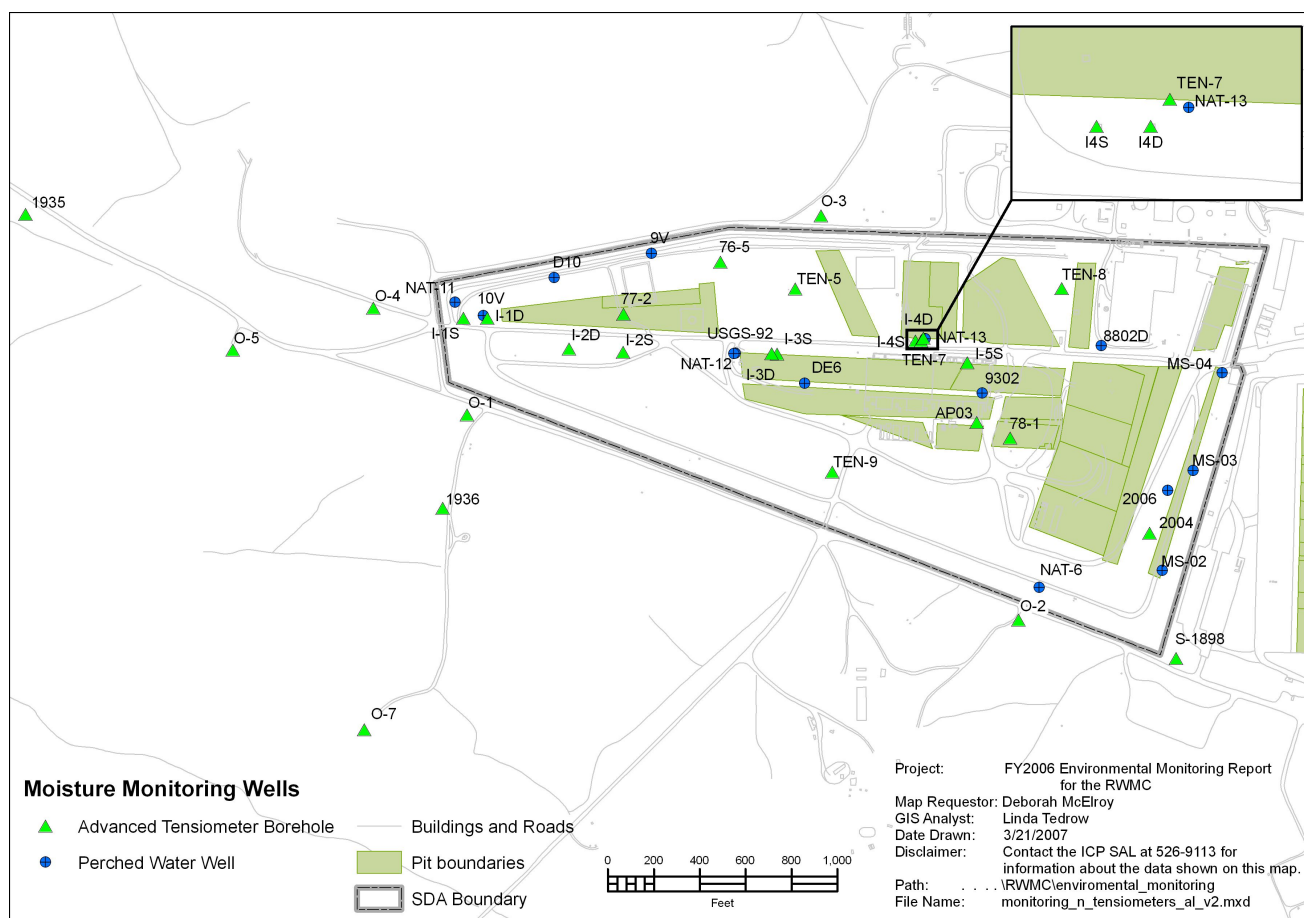 TEN-7
NAT-13
I4S
I4D
1935
O-3
9V
76-5
D10
TEN-5
TEN-8
NAT-11
10V
77-2
O-4
I-1S
I-1D
I-4D
I-2D
I-2S
USGS-92
I-3S
I-4S
NAT-13
8802D
O-5
NAT-12
I-3D
DE6
TEN-7
I-5S
MS-04
9302
O-1
AP03
78-1
TEN-9
MS-03
1936
2006
2004
MS-02
NAT-6
O-2
S-1898
O-7
Moisture Monitoring Wells
Advanced Tensiometer Borehole
Perched Water Well
Buildings and Roads
Pit boundaries
SDA Boundary
0 200 400 600 800 1,000
Feet
Project: FY2006 Environmental Monitoring Report
for the RWMC
Map Requestor: Deborah McElroy
GIS Analyst: Linda Tedrow
Date Drawn: 3/21/2007
Disclaimer: Contact the ICP SAL at 526-9113 for
information about the data shown on this map.
Path: . . . . \RWMC\enviromental_monitoring
File Name: monitoring_n_tensiometers_al_v2.mxd